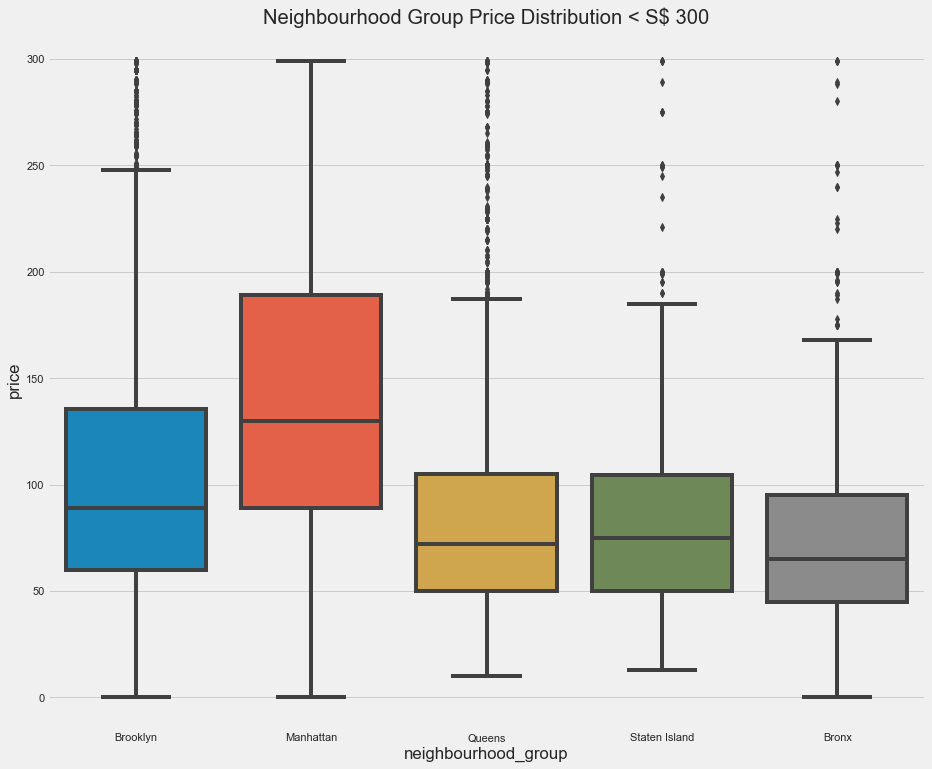 Neighbourhood Group Price Distribution < S$ 300
300
250
200
150
100
50
0
price
Brooklyn Manhattan Queens Staten Island Bronx
neighbourhood_group